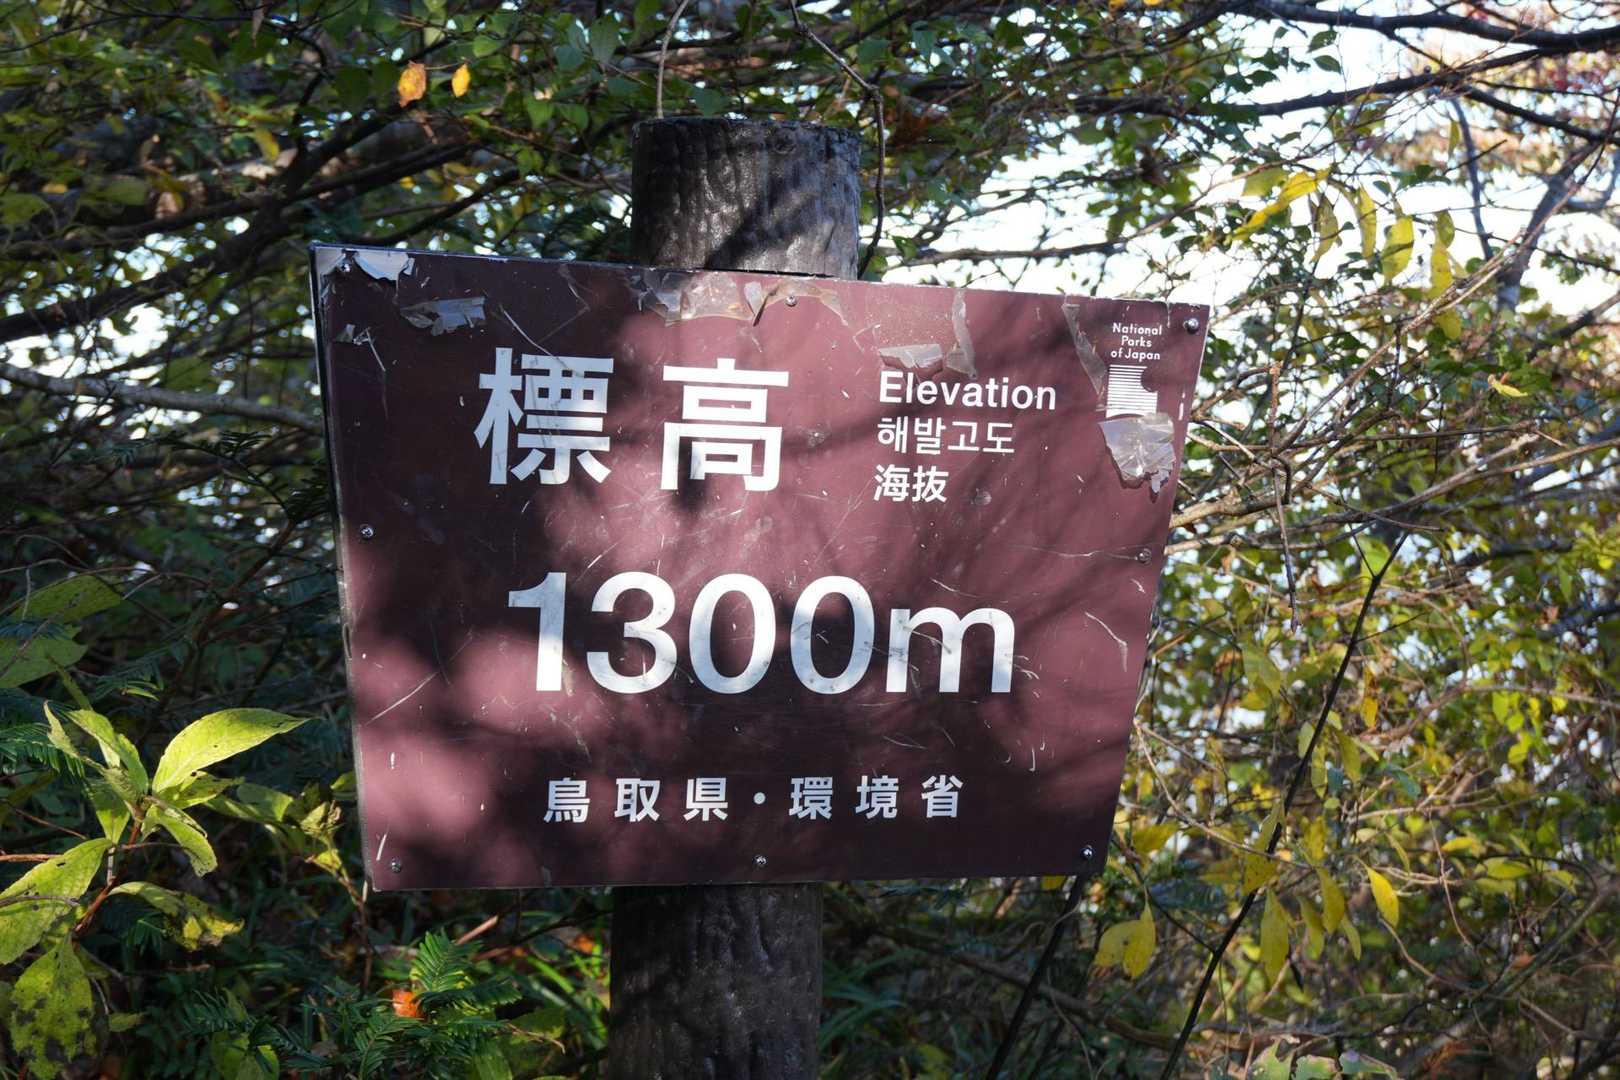 標高
Elevation
해발고도
海抜
National
Parks
of Japan
1300m
鳥取県・環境省